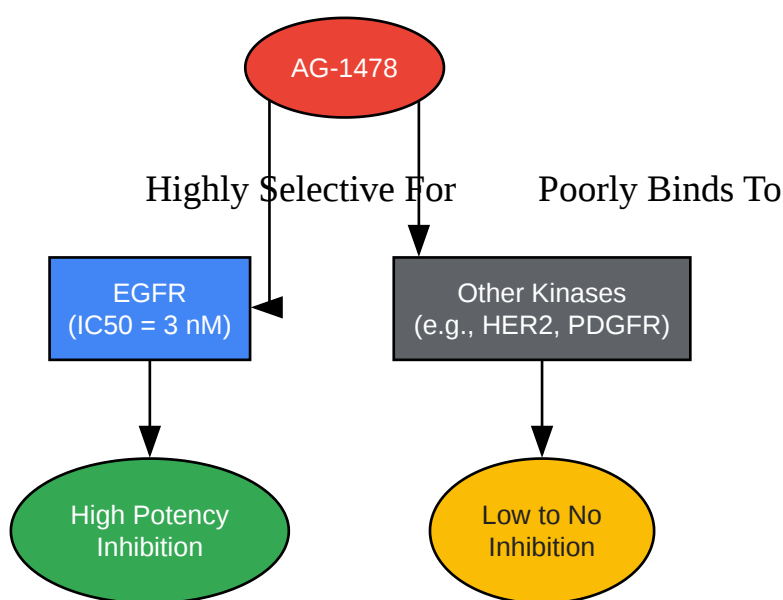 AG-1478
Highly Selective For
Poorly Binds To
EGFR
(IC50 = 3 nM)
Other Kinases
(e.g., HER2, PDGFR)
High Potency
Inhibition
Low to No
Inhibition